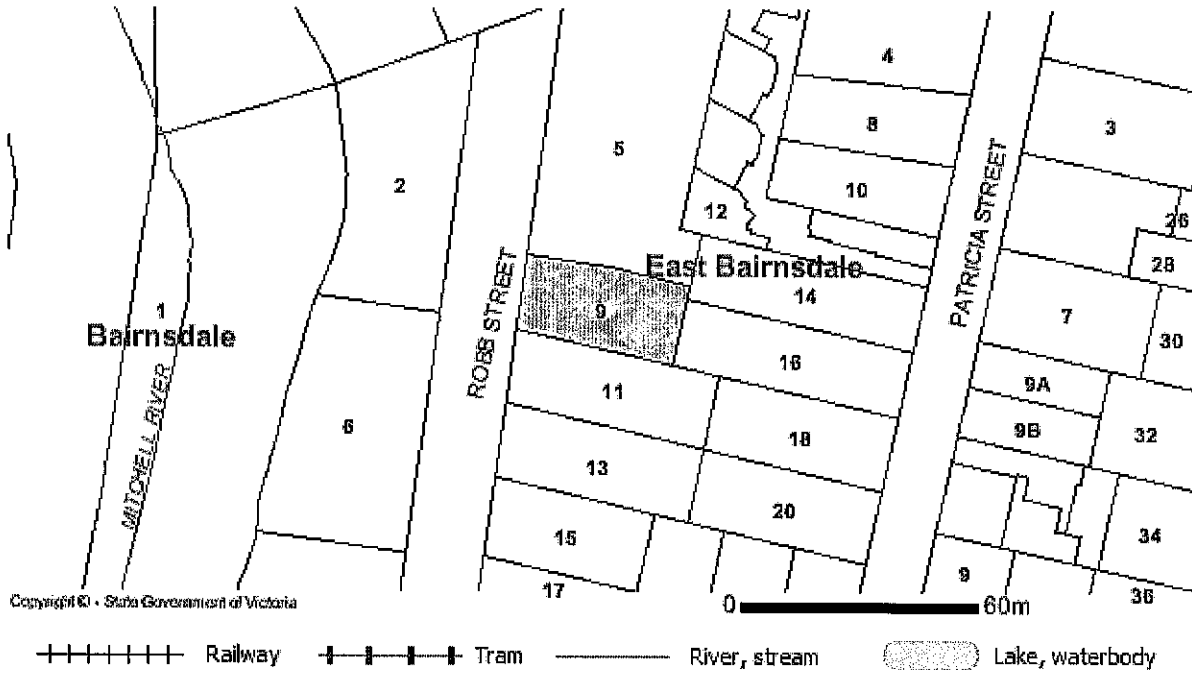 4
3
8
5
10
2
12
26
28
East Bairnsdale
PATRICIA STREET
14
9
1
Bairnsdale
7
30
ROBB STREET
16
9A
11
MITCHELL RIVER
6
18
9B
32
13
20
15
34
9
17
36
Copyright © - State Government of Victoria
0 60m
Railway Tram River, stream Lake, waterbody